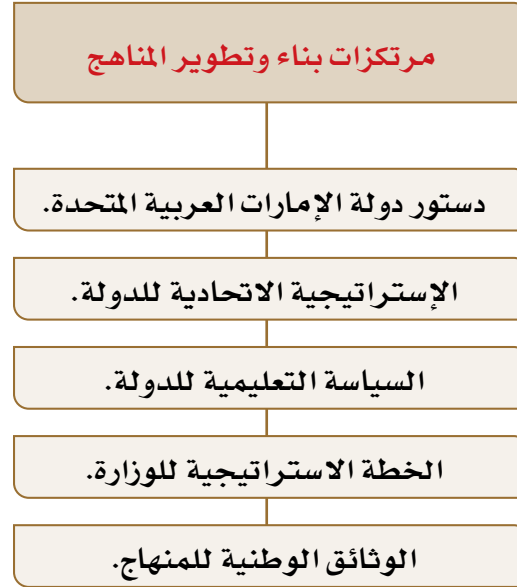 مرتكزات بناء وتطوير المناهج
دستور دولة الإمارات العربية المتحدة.
الإستراتيجية الاتحادية للدولة.
السياسة التعليمية للدولة.
الخطة الاستراتيجية للوزارة.
الوثائق الوطنية للمنهاج.